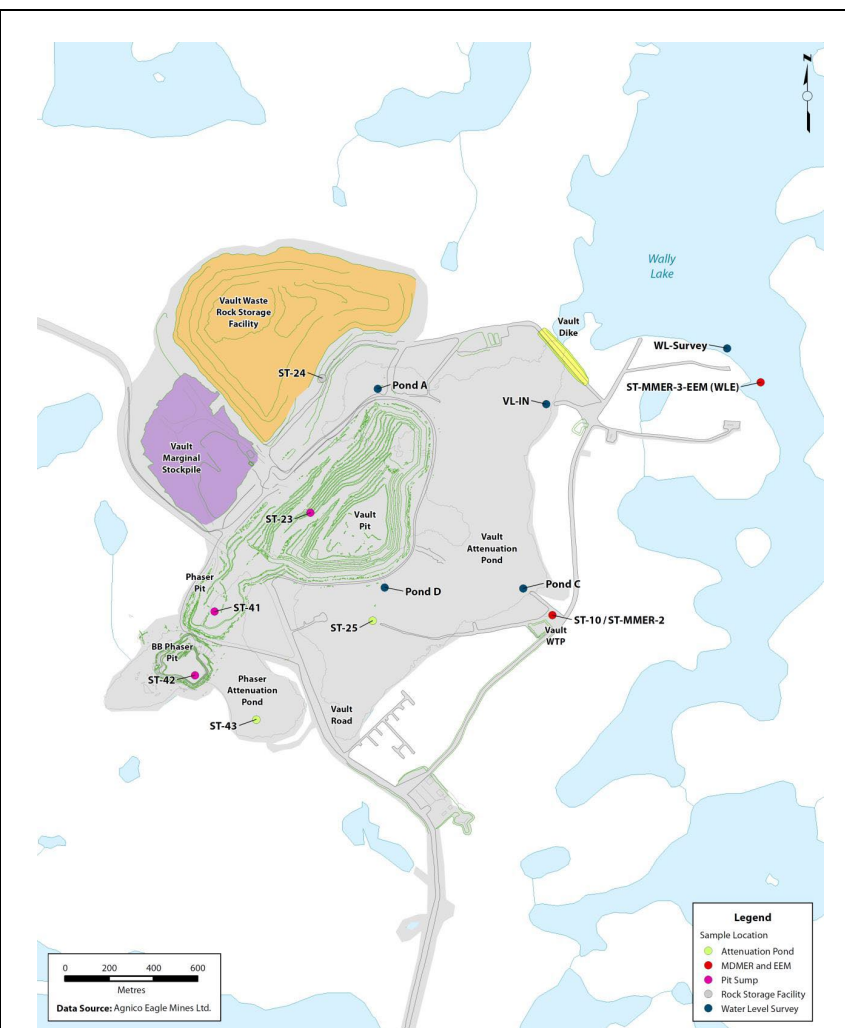 N
Wally
Lake
Vault Waste
Rock Storage
Facility
Vault
Dike
WL-Survey
ST-24
Pond A
ST-MMER-3-EEM (WLE)
VL-IN
Vault
Marginal
Stockpile
ST-23
Vault
Pit
Vault
Attenuation
Pond
Phaser
Pit
Pond D
Pond C
ST-41
ST-25
ST-10 / ST-MMER-2
Vault
WTP
BB Phaser
Pit
ST-42
Phaser
Attenuation
Pond
ST-43
Vault
Road
Legend
Sample Location
Attenuation Pond
MDMER and EEM
Pit Sump
Rock Storage Facility
Water Level Survey
0 200 400 600
Metres
Data Source: Agnico Eagle Mines Ltd.